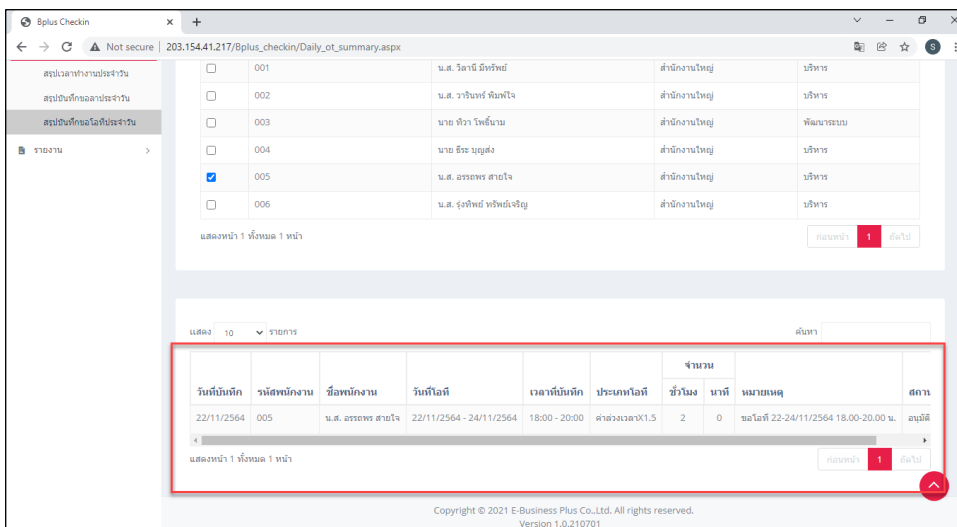 Bplus Checkin
Not secure | 203.154.41.217/Bplus_checkin/Daily_ot_summary.aspx
S
สรุปเวลาทำงานประจำวัน
สรุปบันทึกขอลาประจำวัน
สรุปบันทึกขอโอทีประจำวัน
รายงาน
001 น.ส. วิลานี มีทรัพย์ สำนักงานใหญ่ บริหาร
002 น.ส. วารินทร์ พิมพ์ใจ สำนักงานใหญ่ บริหาร
003 นาย ทิวา โพธิ์นาม สำนักงานใหญ่ พัฒนาระบบ
004 นาย ธีระ บุญส่ง สำนักงานใหญ่ บริหาร
005 น.ส. อรรถพร สายใจ สำนักงานใหญ่ บริหาร
006 น.ส. รุ่งทิพย์ ทรัพย์เจริญ สำนักงานใหญ่ บริหาร
แสดงหน้า 1 ทั้งหมด 1 หน้า
ก่อนหน้า 1 ถัดไป
แสดง 10 รายการ
ค้นหา
จำนวน
วันที่บันทึก รหัสพนักงาน ชื่อพนักงาน วันที่โอที เวลาที่บันทึก ประเภทโอที ชั่วโมง นาที หมายเหตุ สถาน
22/11/2564 005 น.ส. อรรถพร สายใจ 22/11/2564 - 24/11/2564 18:00 - 20:00 ค่าล่วงเวลาX1.5 2 0 ขอโอที 22-24/11/2564 18.00-20.00 น. อนุมัติ
แสดงหน้า 1 ทั้งหมด 1 หน้า
ก่อนหน้า 1 ถัดไป
Copyright © 2021 E-Business Plus Co.,Ltd. All rights reserved.
Version 1.0.210701